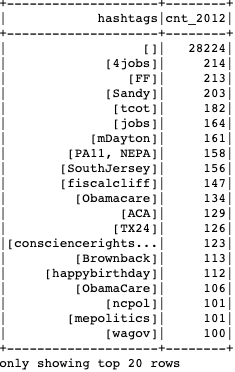 +--------------------+--------+
|            hashtags|cnt_2012|
+--------------------+--------+
|                  []|   28224|
|             [4jobs]|     214|
|                [FF]|     213|
|             [Sandy]|     203|
|              [tcot]|     182|
|              [jobs]|     164|
|           [mDayton]|     161|
|        [PA11, NEPA]|     158|
|       [SouthJersey]|     156|
|       [fiscalcliff]|     147|
|         [Obamacare]|     134|
|               [ACA]|     129|
|              [TX24]|     126|
|[consciencerights...|     123|
|         [Brownback]|     113|
|     [happybirthday]|     112|
|         [ObamaCare]|     106|
|             [ncpol]|     101|
|        [mepolitics]|     101|
|             [wagov]|     100|
+--------------------+--------+
only showing top 20 rows